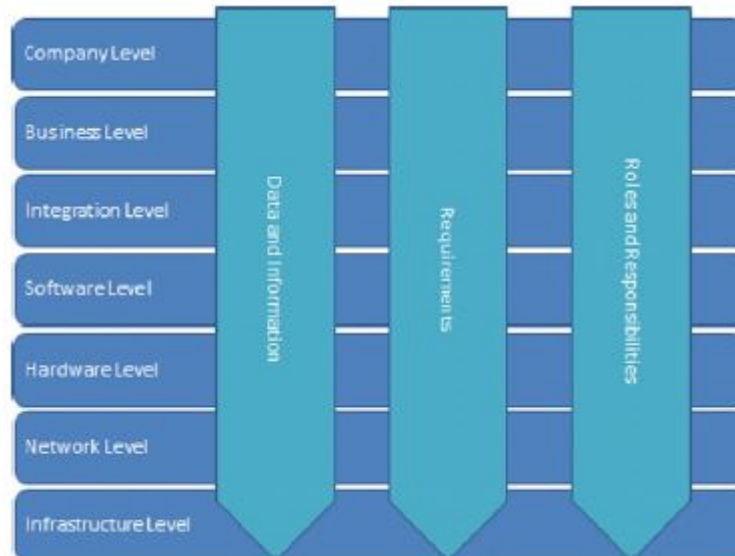 Company Level
Business Level
Integration Level
Software Level
Hardware Level
Network Level
Infrastructure Level
Data and Information
Requirements
Roles and Responsibilities